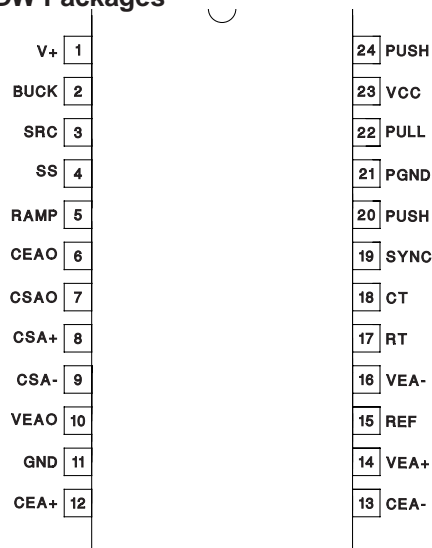 DW Packages
V+ 1 24 PUSH
BUCK 2 23 VCC
SRC 3 22 PULL
SS 4 21 PGND
RAMP 5 20 PUSH
CEAO 6 19 SYNC
CSAO 7 18 CT
CSA+ 8 17 RT
CSA- 9 16 VEA-
VEAO 10 15 REF
GND 11 14 VEA+
CEA+ 12 13 CEA-